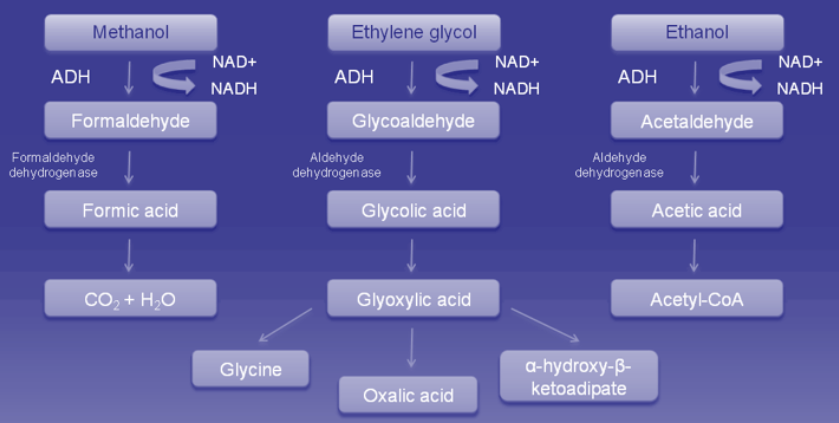 Methanol
Ethylene glycol
Ethanol
ADH
NAD+
NADH
ADH
NAD+
NADH
ADH
NAD+
NADH
Formaldehyde
Glycoaldehyde
Acetaldehyde
Formaldehyde
dehydrogenase
Aldehyde
dehydrogenase
Aldehyde
dehydrogenase
Formic acid
Glycolic acid
Acetic acid
CO₂ + H₂O
Glyoxylic acid
Acetyl-CoA
Glycine
Oxalic acid
α-hydroxy-β-
ketoadipate